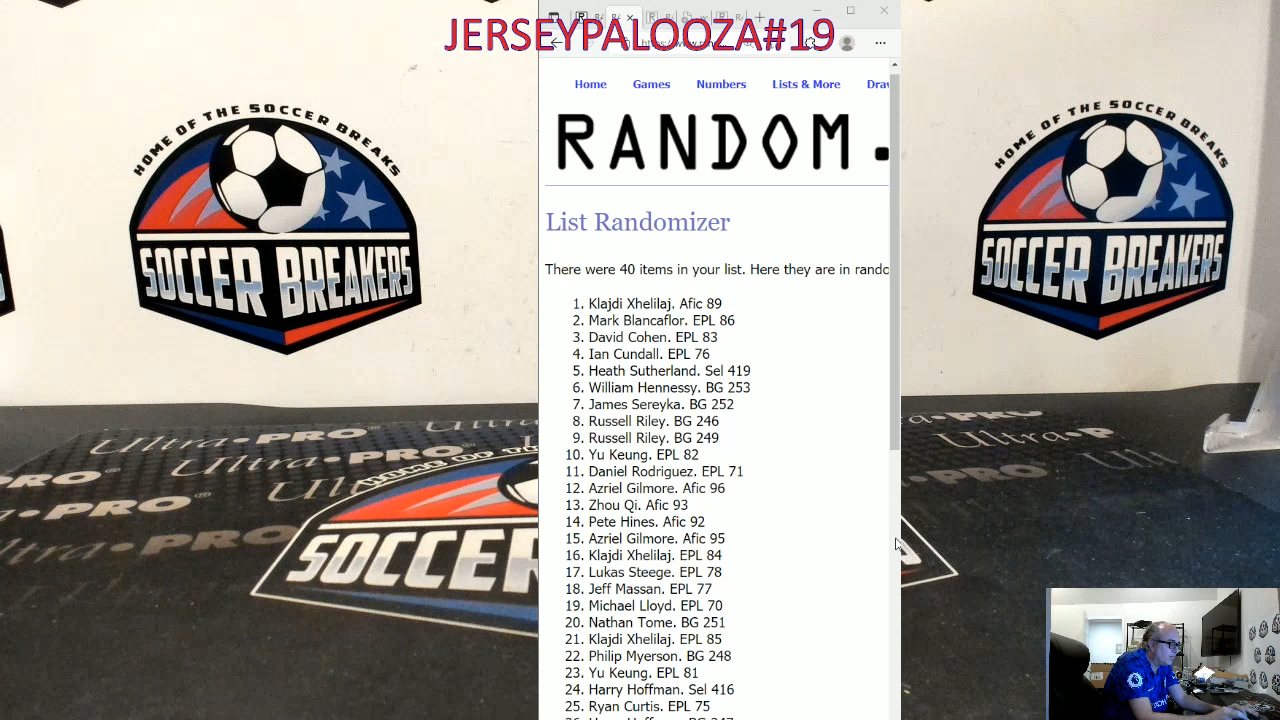 JERSEYPALOOZA#19
Home Games Numbers Lists & More
RANDOM.
List Randomizer
There were 40 items in your list. Here they are in
1. Klajdi Xhelilaj. Afic 89
2. Mark Blancaflor. EPL 86
3. David Cohen. EPL 83
4. Ian Cundall. EPL 76
5. Heath Sutherland. Sel 419
6. William Hennessy. BG 253
7. James Sereyka. BG 252
8. Russell Riley. BG 246
9. Russell Riley. BG 249
10. Yu Keung. EPL 82
11. Daniel Rodriguez. EPL 71
12. Azriel Gilmore. Afic 96
13. Zhou Qi. Afic 93
14. Pete Hines. Afic 92
15. Azriel Gilmore. Afic 95
16. Klajdi Xhelilaj. EPL 84
17. Lukas Steege. EPL 78
18. Jeff Massan. EPL 77
19. Michael Lloyd. EPL 70
20. Nathan Tome. BG 251
21. Klajdi Xhelilaj. EPL 85
22. Philip Myerson. BG 248
23. Yu Keung. EPL 81
24. Harry Hoffman. Sel 416
25. Ryan Curtis. EPL 75
HOME OF THE SOCCER BREAKS
SOCCER BREAKERS
HOME OF THE SOCCER BREAKS
SOCCER BREAKERS
Ultra•PRO®
Ultra•PRO
Ultra•PRO®
SOCCER